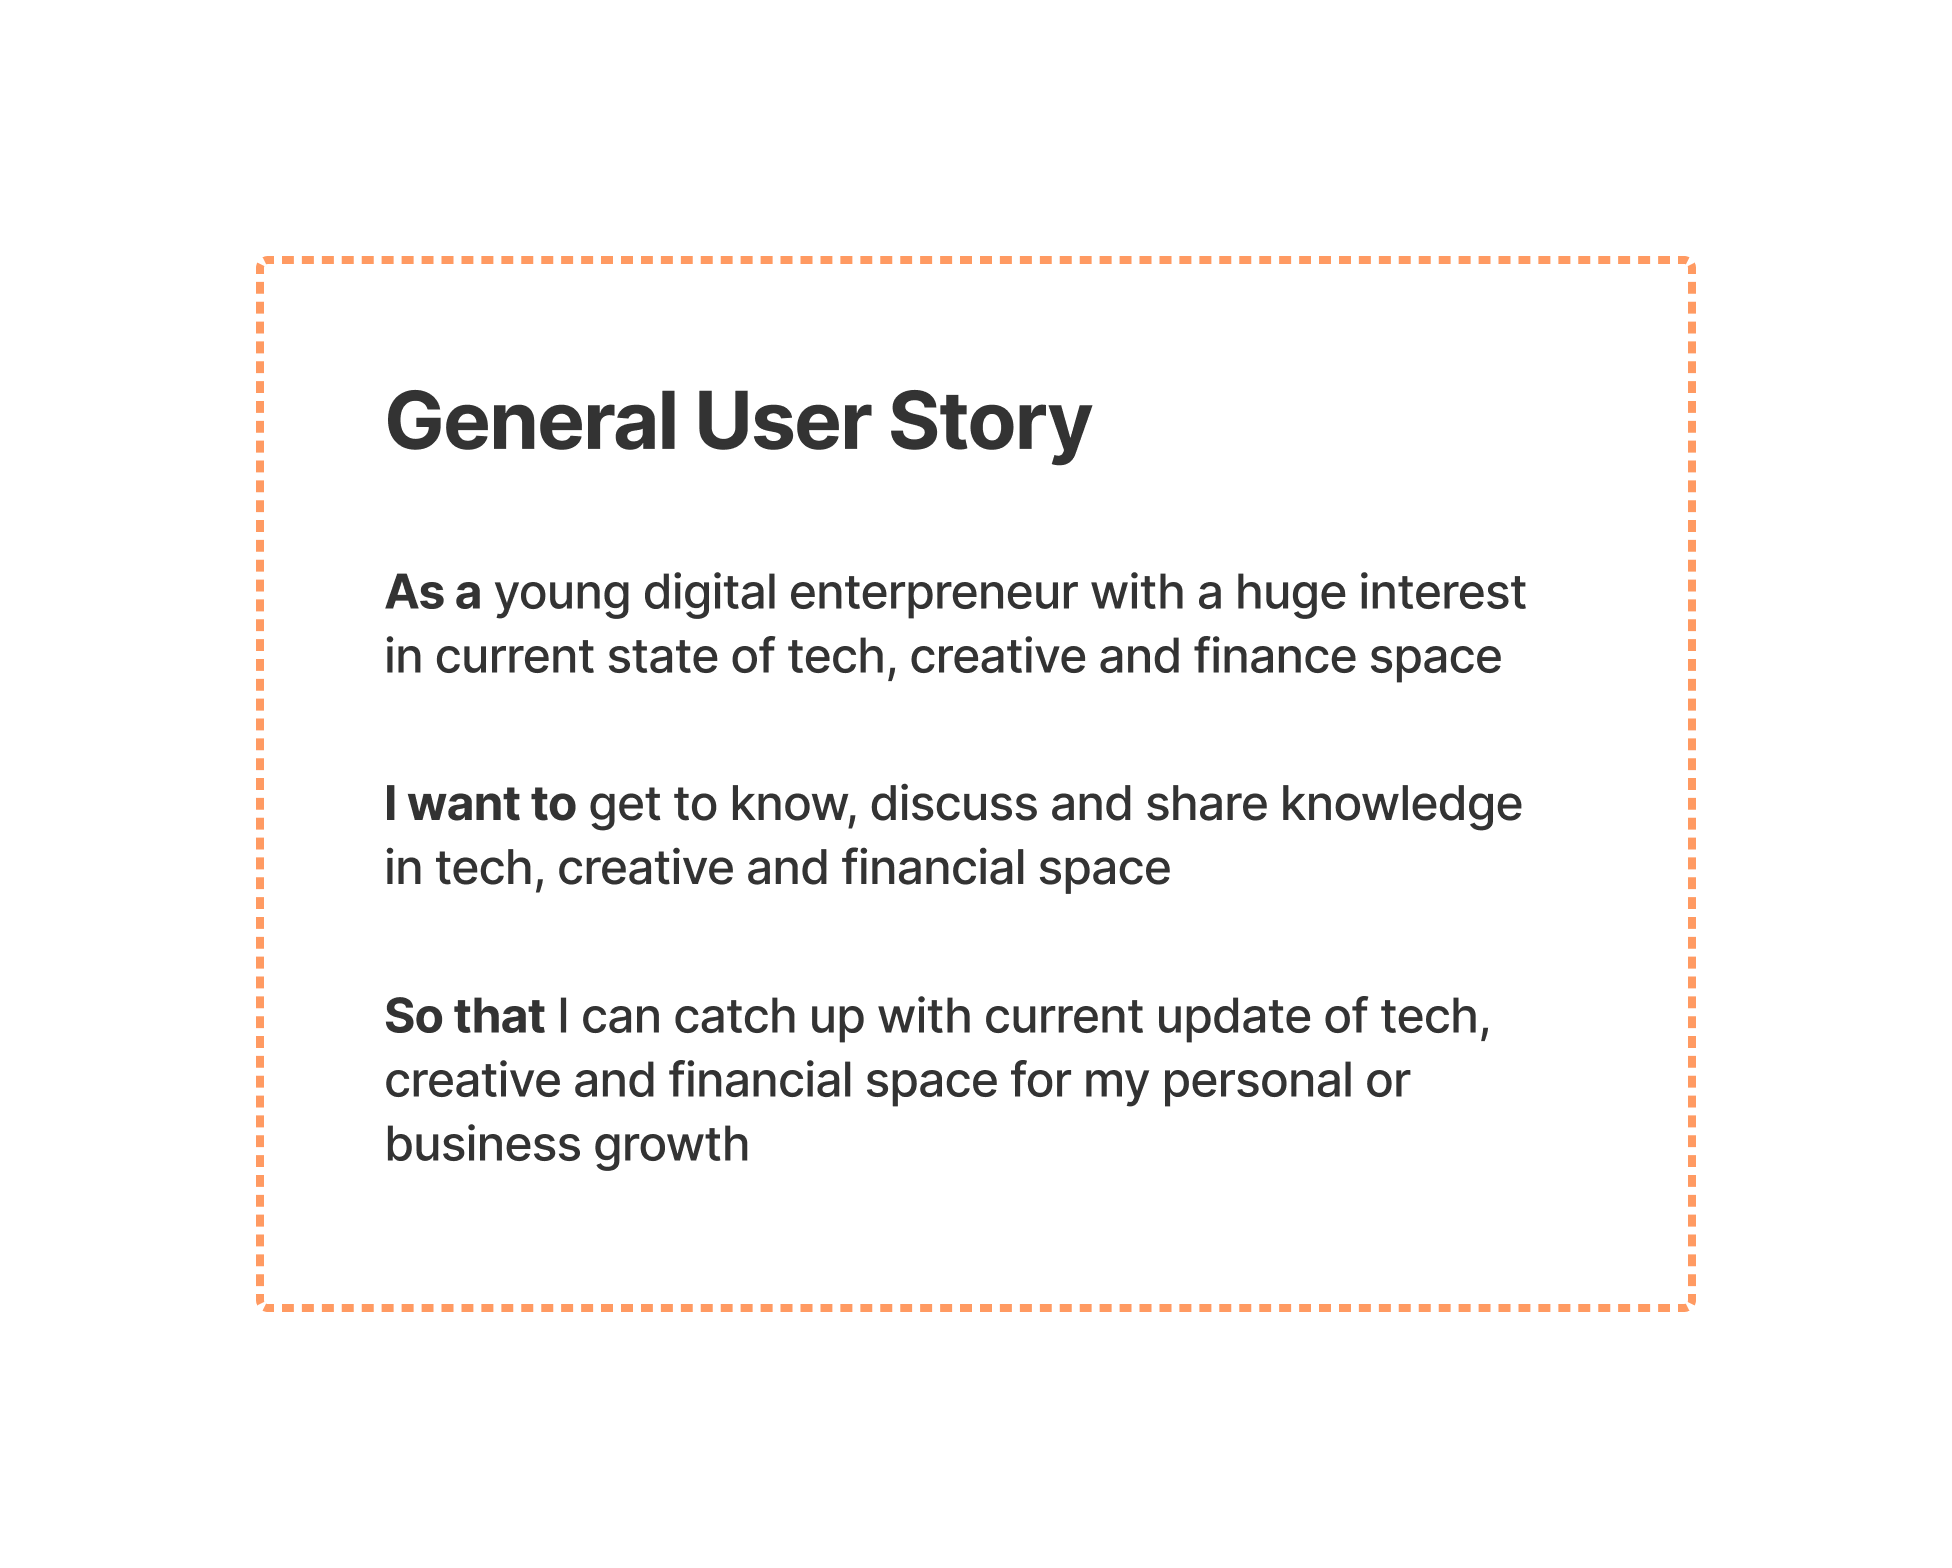 General User Story
As a young digital enterpreneur with a huge interest
in current state of tech, creative and finance space
I want to get to know, discuss and share knowledge
in tech, creative and financial space
So that I can catch up with current update of tech,
creative and financial space for my personal or
business growth